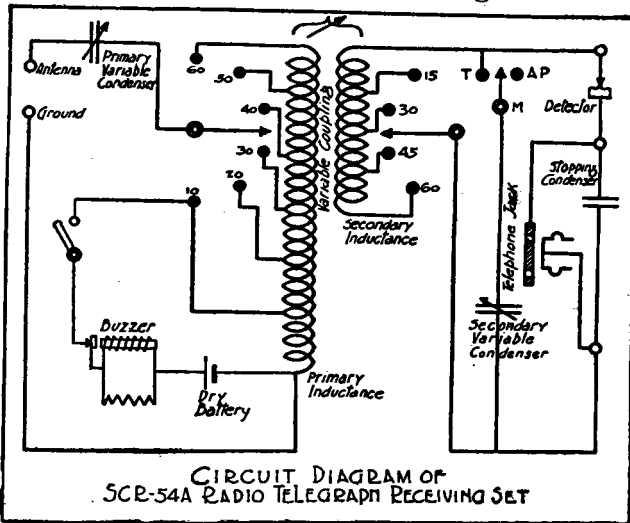 Antenna
Primary
Variable
Condenser
Ground
60
50
40
30
20
10
Variable Coupling
15
30
45
60
Secondary
Inductance
T
AP
M
Detector
Stopping
Condenser
Telephone Jack
Secondary
Variable
Condenser
Buzzer
Dry
Battery
Primary
Inductance
CIRCUIT DIAGRAM OF
SCR-54A RADIO TELEGRAPH RECEIVING SET